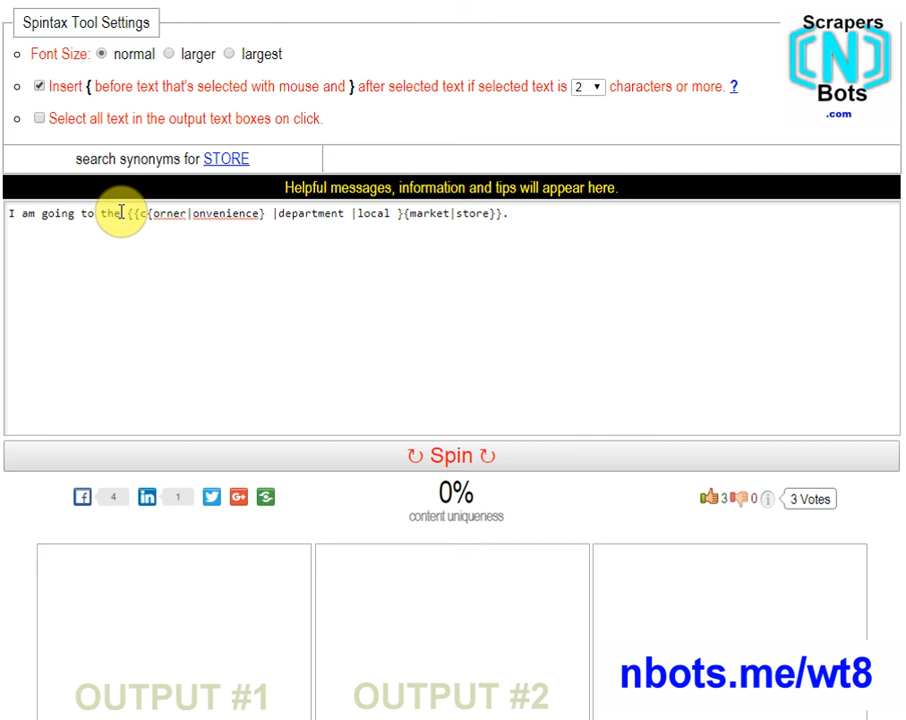 Spintax Tool Settings
Scrapers
[N]
Bots
.com
Font Size: normal larger largest
Insert { before text that's selected with mouse and } after selected text if selected text is 2 characters or more. ?
Select all text in the output text boxes on click.
search synonyms for STORE
Helpful messages, information and tips will appear here.
I am going to the {{c{orner|onvenience} |department |local }{market|store}}.
↻ Spin ↻
4 1 0% 3 0 3 Votes
content uniqueness
OUTPUT #1 OUTPUT #2
nbots.me/wt8